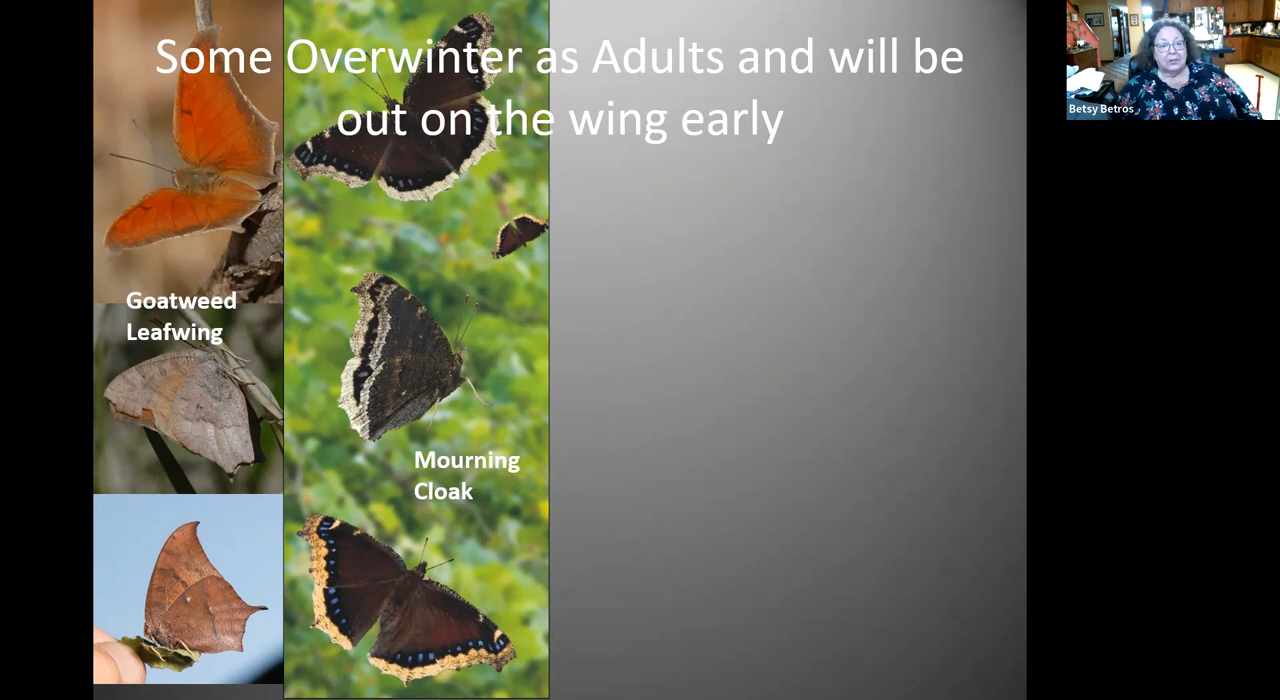 Some Overwinter as Adults and will be
out on the wing early
Betsy Betros
Goatweed
Leafwing
Mourning
Cloak